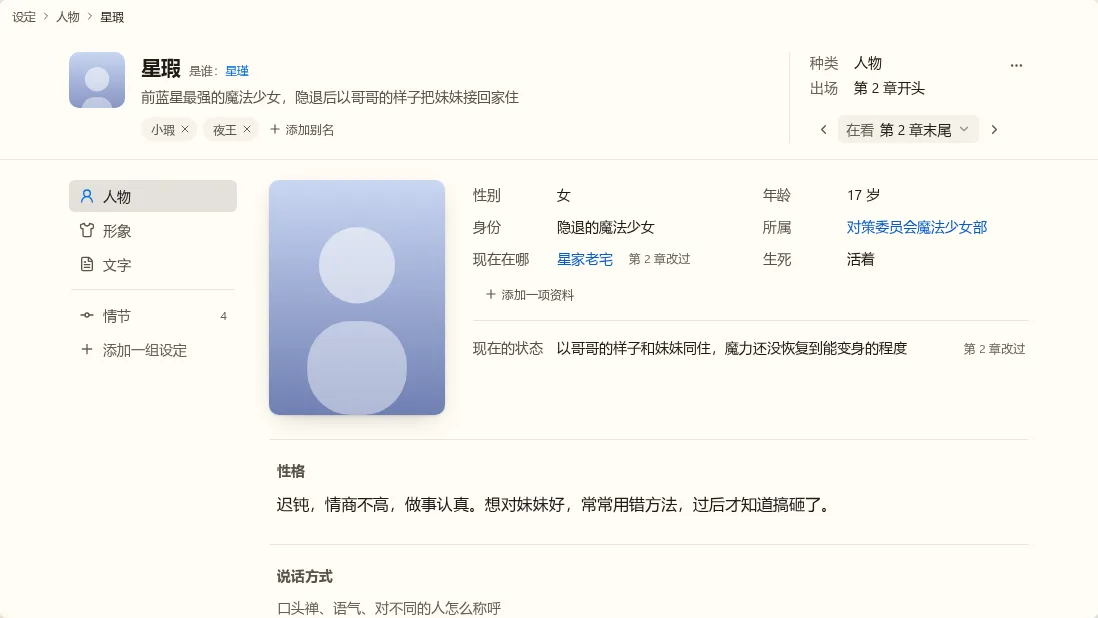 设定 > 人物 > 星瑕
星瑕 是谁： 星瑾
前蓝星最强的魔法少女，隐退后以哥哥的样子把妹妹接回家住
小瑕 × 夜王 × + 添加别名
种类 人物 ...
出场 第 2 章开头
在看 第 2 章末尾
人物
形象
文字
情节 4
+ 添加一组设定
性别 女 年龄 17 岁
身份 隐退的魔法少女 所属 对策委员会魔法少女部
现在在哪 星家老宅 第 2 章改过 生死 活着
+ 添加一项资料
现在的状态 以哥哥的样子和妹妹同住，魔力还没恢复到能变身的程度 第 2 章改过
性格
迟钝，情商不高，做事认真。想对妹妹好，常常用错方法，过后才知道搞砸了。
说话方式
口头禅、语气、对不同的人怎么称呼